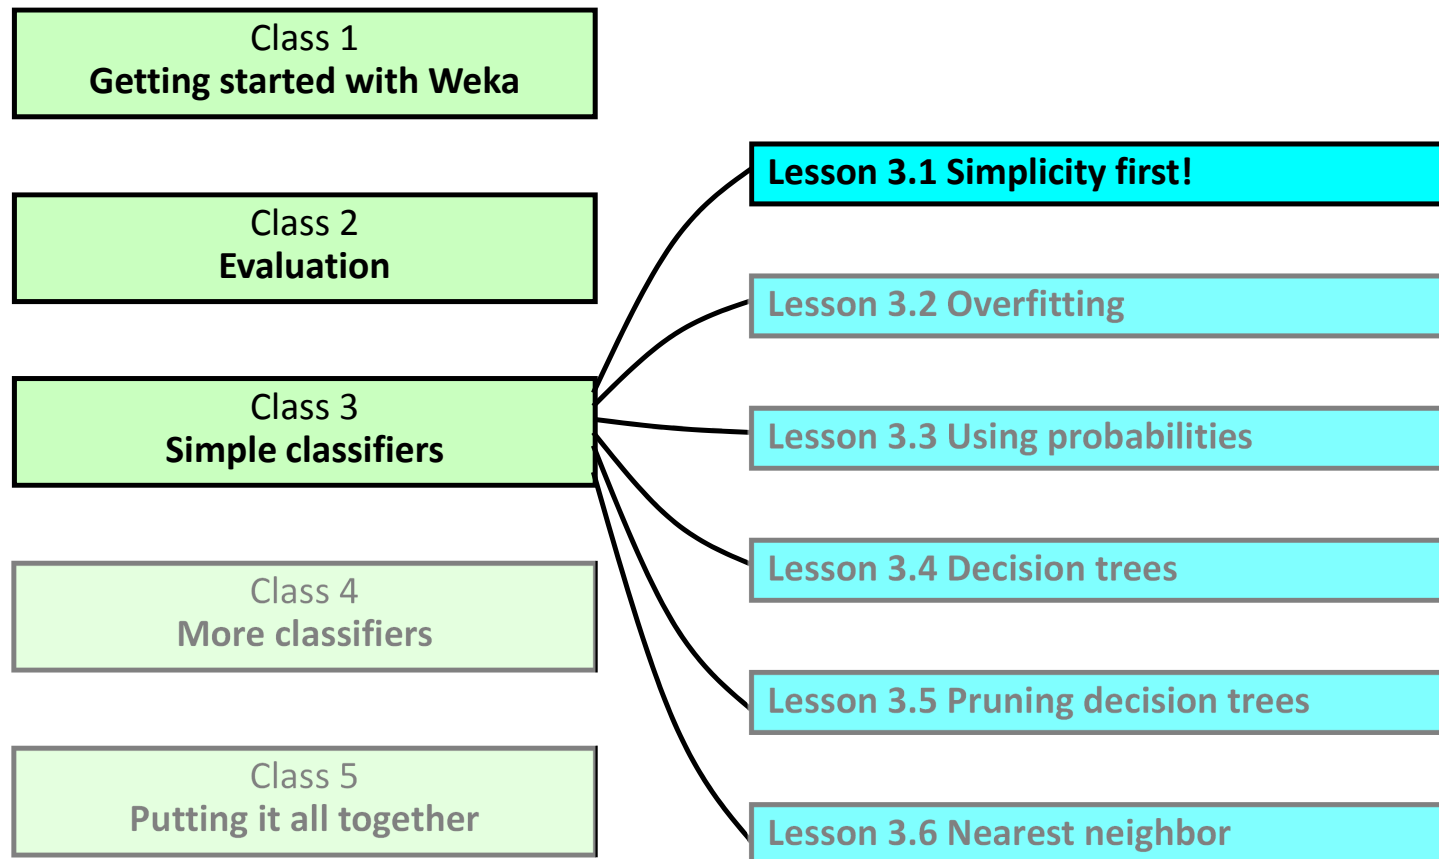 Class 1
Getting started with Weka
Class 2
Evaluation
Class 3
Simple classifiers
Class 4
More classifiers
Class 5
Putting it all together
Lesson 3.1 Simplicity first!
Lesson 3.2 Overfitting
Lesson 3.3 Using probabilities
Lesson 3.4 Decision trees
Lesson 3.5 Pruning decision trees
Lesson 3.6 Nearest neighbor